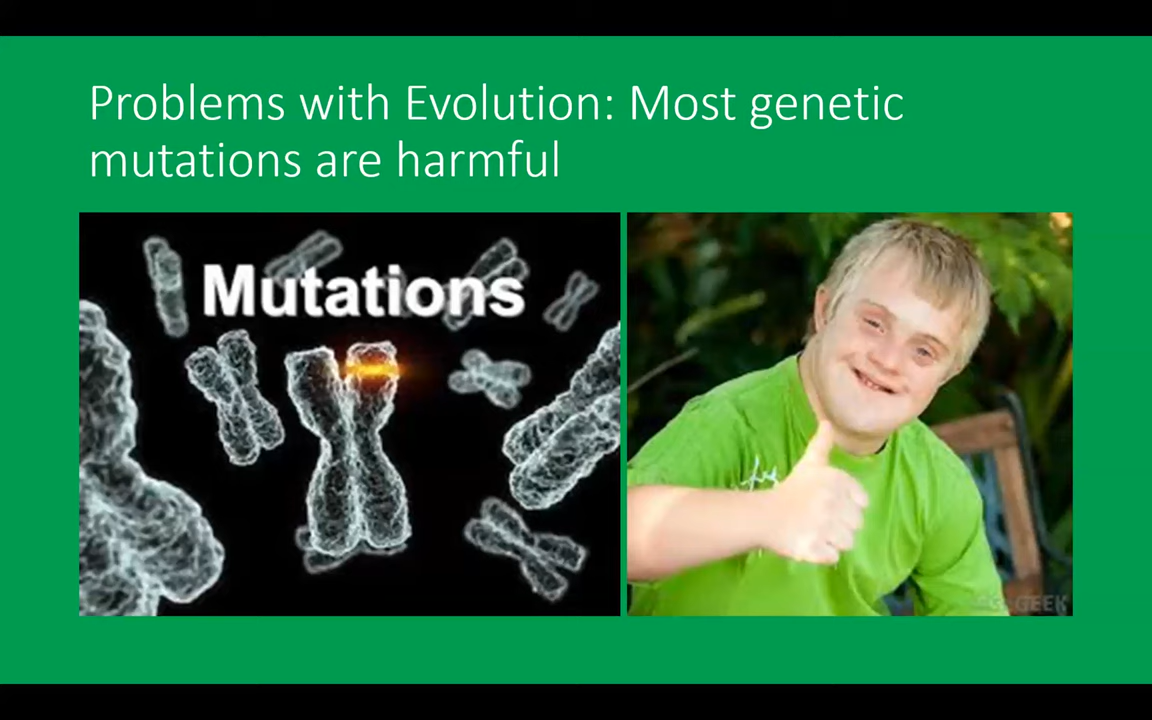 Problems with Evolution: Most genetic
mutations are harmful
Mutations